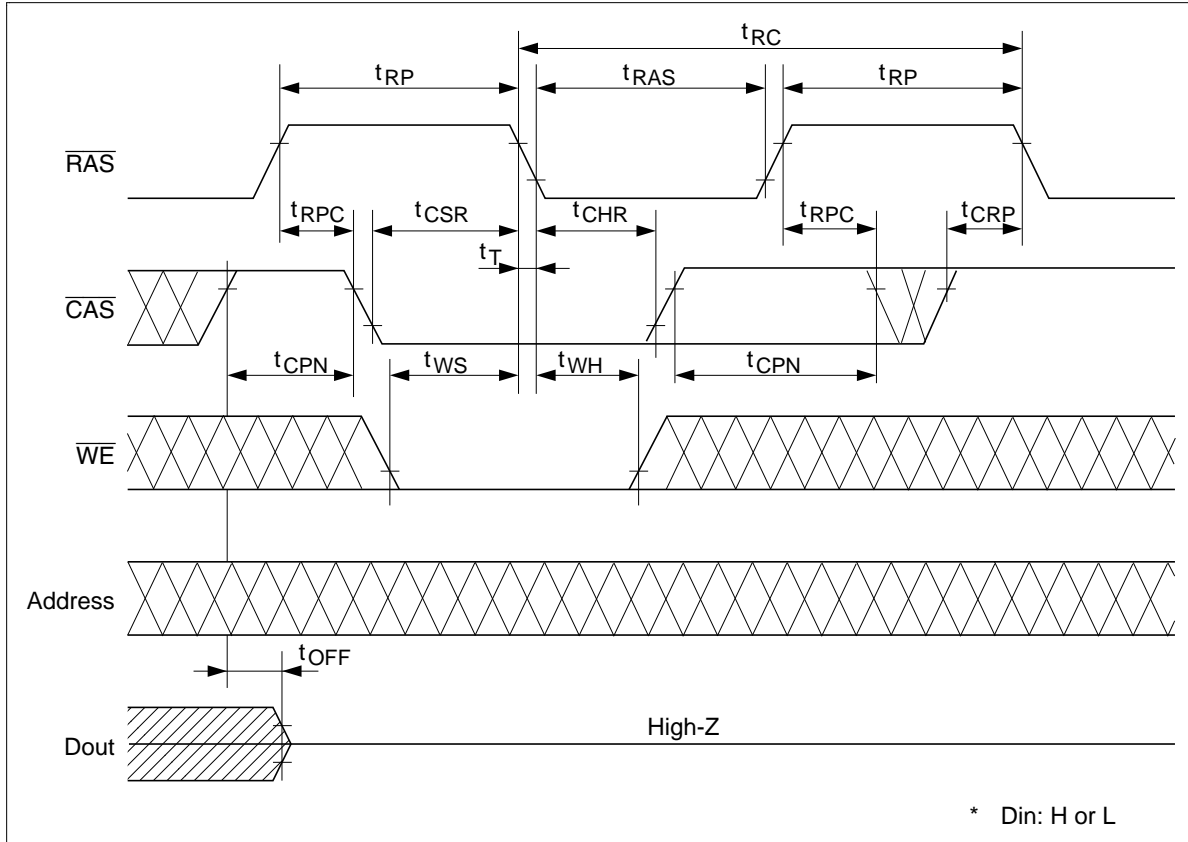 tRC
tRP tRAS tRP
RAS
tRPC tCSR tCHR tRPC tCRP
tT
CAS
tCPN tWS tWH tCPN
WE
Address
tOFF
High-Z
Dout
* Din: H or L